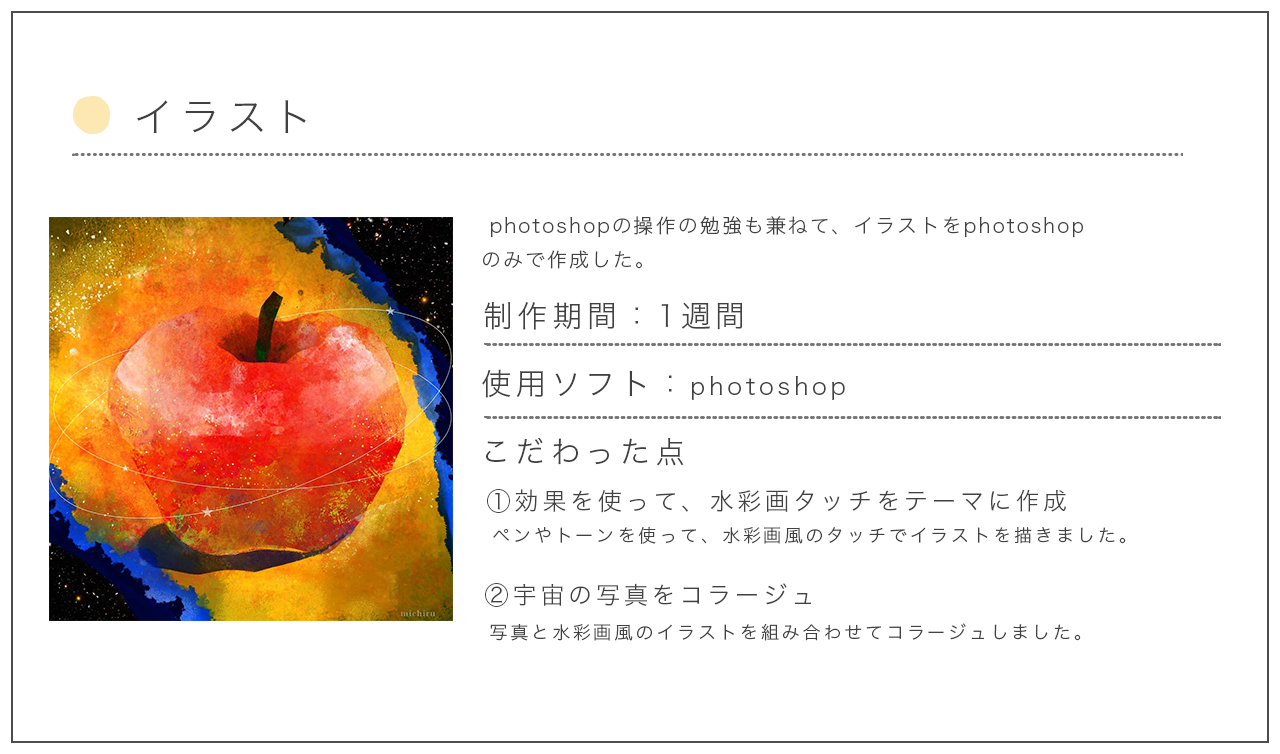 イラスト
photoshopの操作の勉強も兼ねて、イラストをphotoshop
のみで作成した。
制作期間：1週間
使用ソフト：photoshop
こだわった点
①効果を使って、水彩画タッチをテーマに作成
ペンやトーンを使って、水彩画風のタッチでイラストを描きました。
②宇宙の写真をコラージュ
写真と水彩画風のイラストを組み合わせてコラージュしました。
michiru